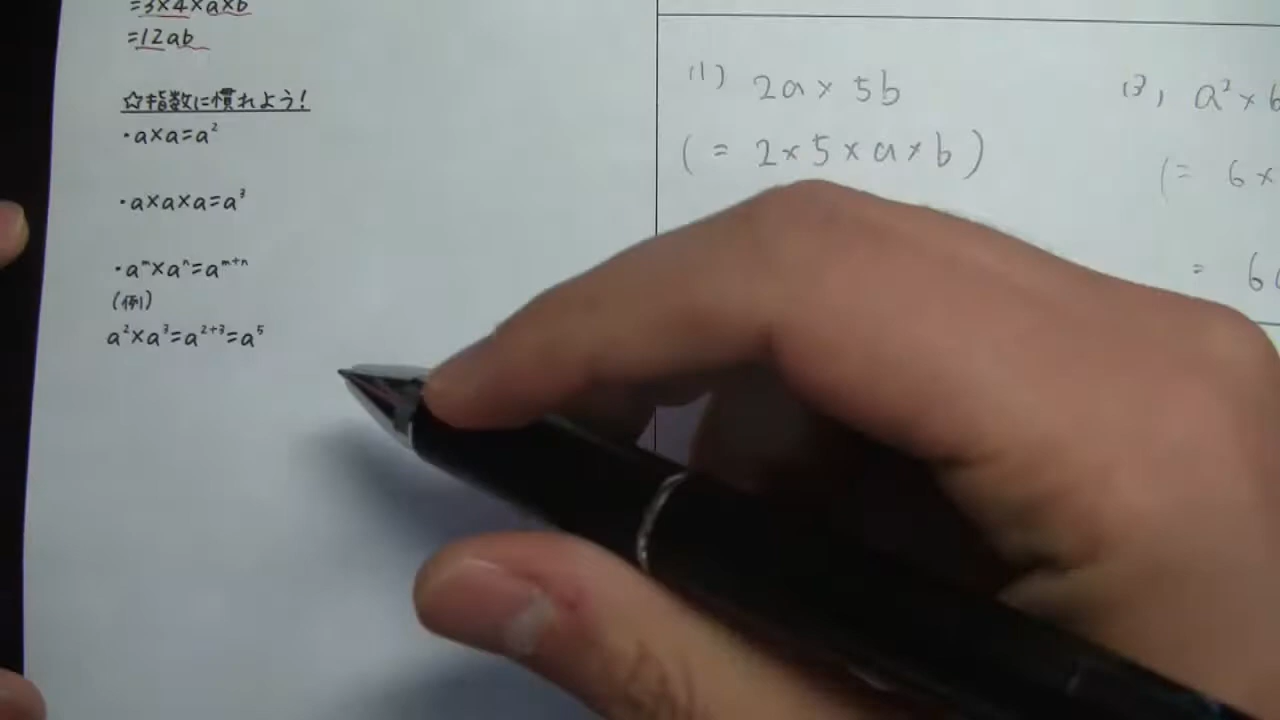 =3×4×a×b
=12ab
☆指数に慣れよう!
・a×a=a²
・a×a×a=a³
・aᵐ×aⁿ=aᵐ⁺ⁿ
(例)
a²×a³=a²⁺³=a⁵
(1) 2a×5b
(= 2×5×a×b)
(3) a²×6
(= 6×
= 6a